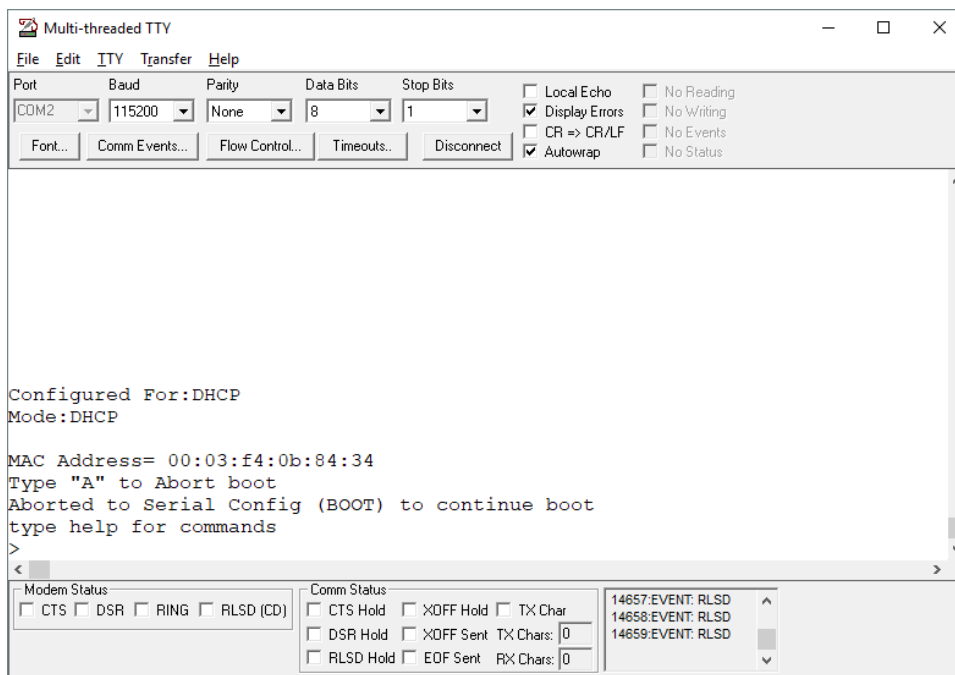 Multi-threaded TTY
File Edit TTY Transfer Help
Port Baud Parity Data Bits Stop Bits
COM2 115200 None 8 1
Font... Comm Events... Flow Control... Timeouts.. Disconnect
Local Echo No Reading
Display Errors No Writing
CR => CR/LF No Events
Autowrap No Status
Configured For:DHCP
Mode:DHCP
MAC Address= 00:03:f4:0b:84:34
Type "A" to Abort boot
Aborted to Serial Config (BOOT) to continue boot
type help for commands
>
Modem Status
CTS DSR RING RLSD (CD)
Comm Status
CTS Hold XOFF Hold TX Char
DSR Hold XOFF Sent TX Chars: 0
RLSD Hold EOF Sent RX Chars: 0
14657:EVENT: RLSD
14658:EVENT: RLSD
14659:EVENT: RLSD